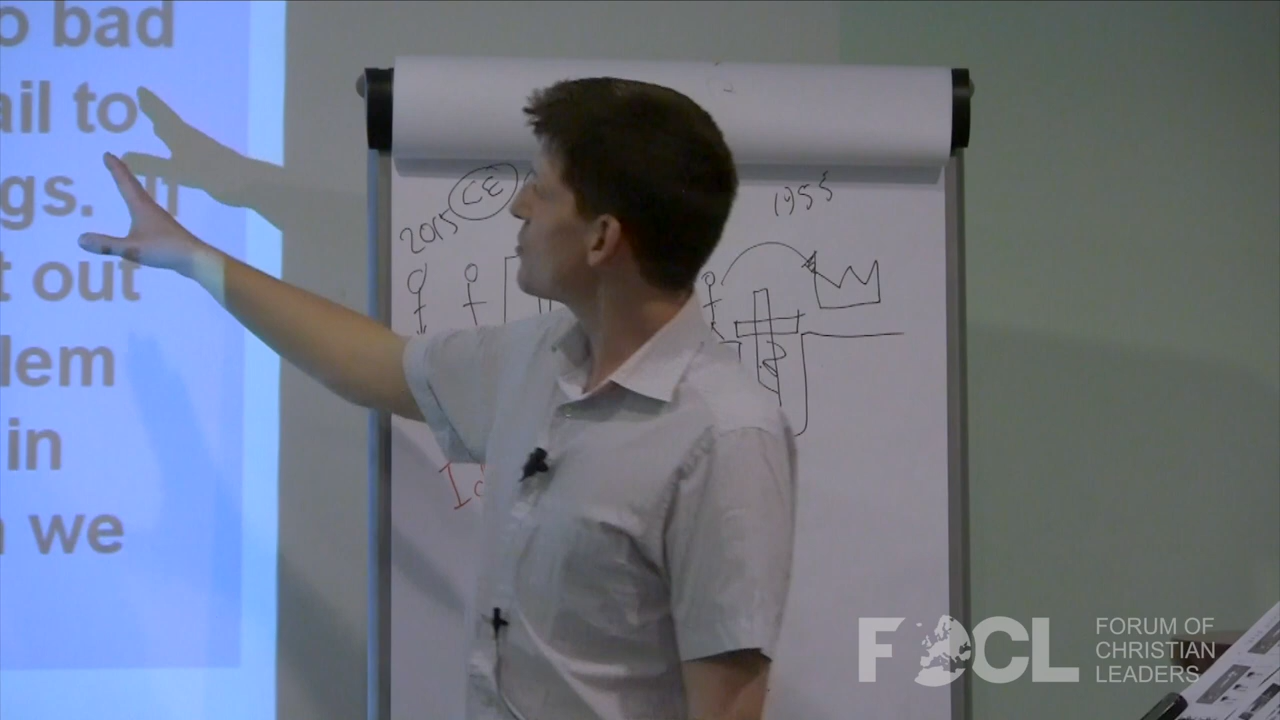 o bad
ail to
gs.
t out
lem
in
we
CE
2015
1955
FOCL
FORUM OF
CHRISTIAN
LEADERS